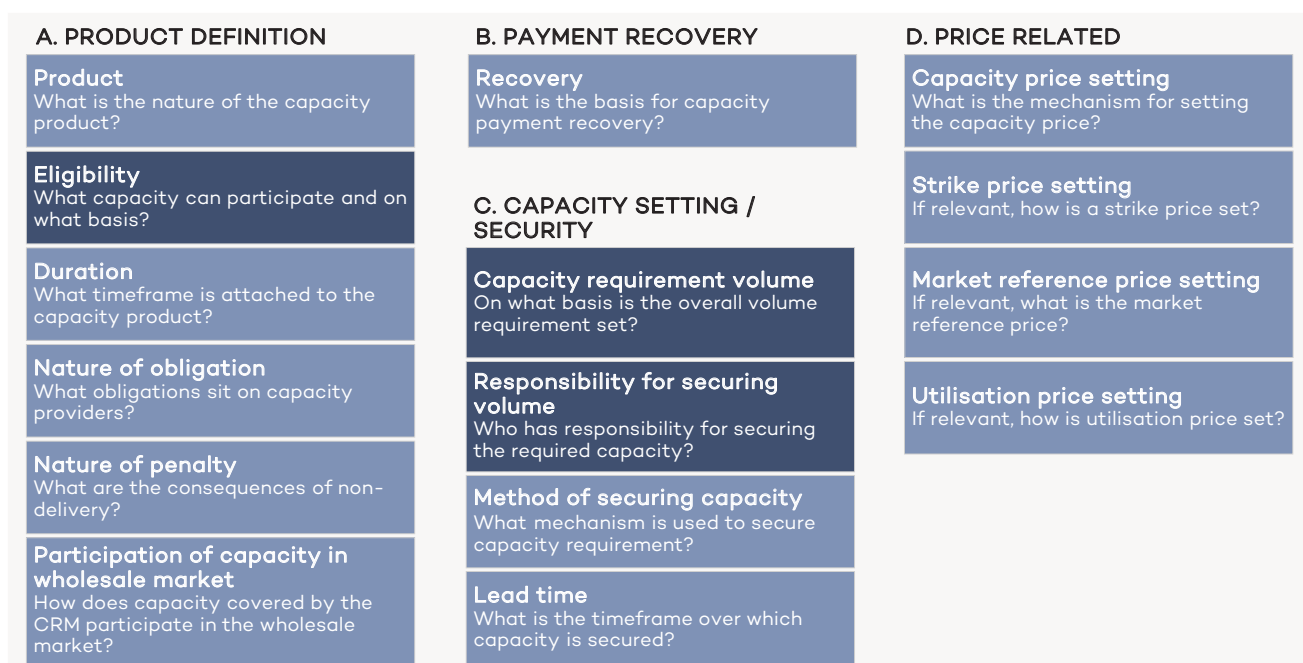 A. PRODUCT DEFINITION
Product
What is the nature of the capacity
product?
Eligibility
What capacity can participate and on
what basis?
Duration
What timeframe is attached to the
capacity product?
Nature of obligation
What obligations sit on capacity
providers?
Nature of penalty
What are the consequences of non-
delivery?
Participation of capacity in
wholesale market
How does capacity covered by the
CRM participate in the wholesale
market?
B. PAYMENT RECOVERY
Recovery
What is the basis for capacity
payment recovery?
C. CAPACITY SETTING /
SECURITY
Capacity requirement volume
On what basis is the overall volume
requirement set?
Responsibility for securing
volume
Who has responsibility for securing
the required capacity?
Method of securing capacity
What mechanism is used to secure
capacity requirement?
Lead time
What is the timeframe over which
capacity is secured?
D. PRICE RELATED
Capacity price setting
What is the mechanism for setting
the capacity price?
Strike price setting
If relevant, how is a strike price set?
Market reference price setting
If relevant, what is the market
reference price?
Utilisation price setting
If relevant, how is utilisation price set?